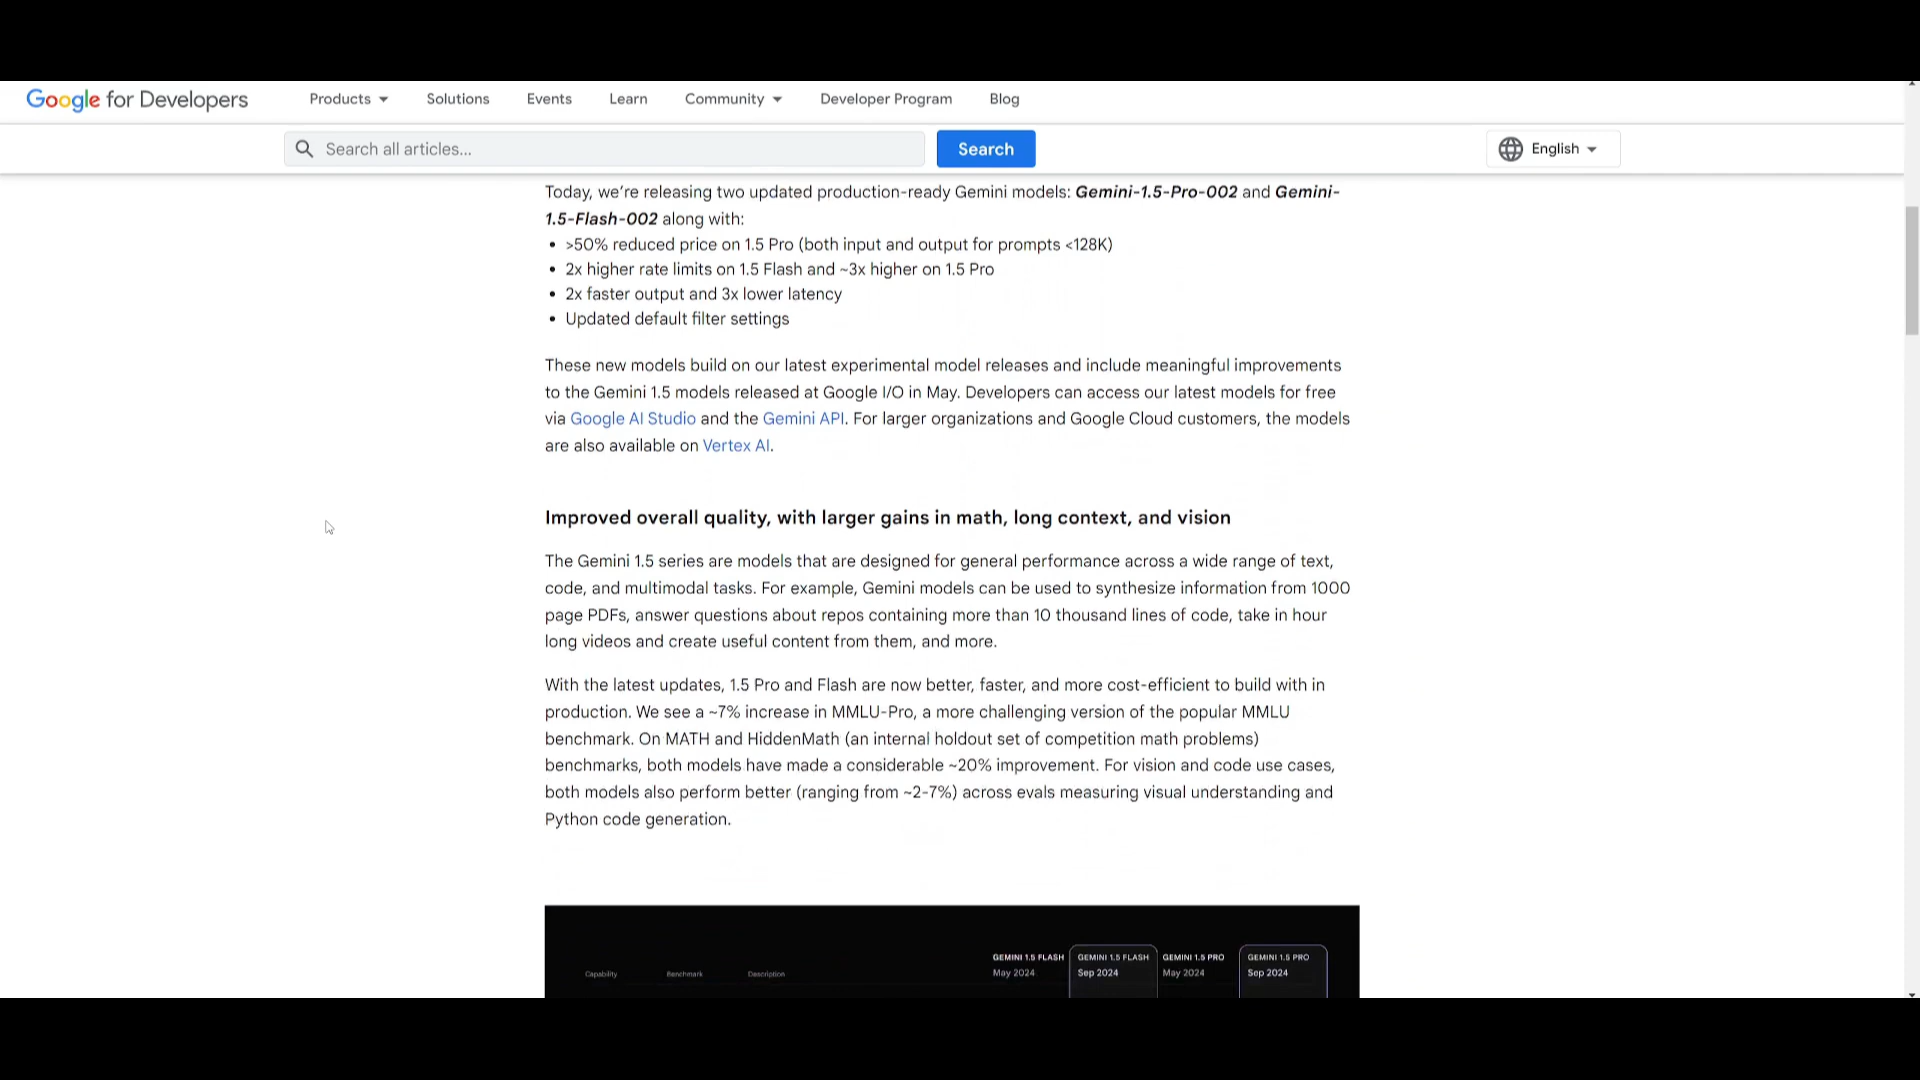 Google for Developers
Products
Solutions
Events
Learn
Community
Developer Program
Blog
Search all articles...
Search
English
Today, we’re releasing two updated production-ready Gemini models: Gemini-1.5-Pro-002 and Gemini-
1.5-Flash-002 along with:
• >50% reduced price on 1.5 Pro (both input and output for prompts <128K)
• 2x higher rate limits on 1.5 Flash and ~3x higher on 1.5 Pro
• 2x faster output and 3x lower latency
• Updated default filter settings
These new models build on our latest experimental model releases and include meaningful improvements
to the Gemini 1.5 models released at Google I/O in May. Developers can access our latest models for free
via Google AI Studio and the Gemini API. For larger organizations and Google Cloud customers, the models
are also available on Vertex AI.
Improved overall quality, with larger gains in math, long context, and vision
The Gemini 1.5 series are models that are designed for general performance across a wide range of text,
code, and multimodal tasks. For example, Gemini models can be used to synthesize information from 1000
page PDFs, answer questions about repos containing more than 10 thousand lines of code, take in hour
long videos and create useful content from them, and more.
With the latest updates, 1.5 Pro and Flash are now better, faster, and more cost-efficient to build with in
production. We see a ~7% increase in MMLU-Pro, a more challenging version of the popular MMLU
benchmark. On MATH and HiddenMath (an internal holdout set of competition math problems)
benchmarks, both models have made a considerable ~20% improvement. For vision and code use cases,
both models also perform better (ranging from ~2-7%) across evals measuring visual understanding and
Python code generation.
GEMINI 1.5 FLASH GEMINI 1.5 FLASH GEMINI 1.5 PRO GEMINI 1.5 PRO
Capability Benchmark Description May 2024 Sep 2024 May 2024 Sep 2024